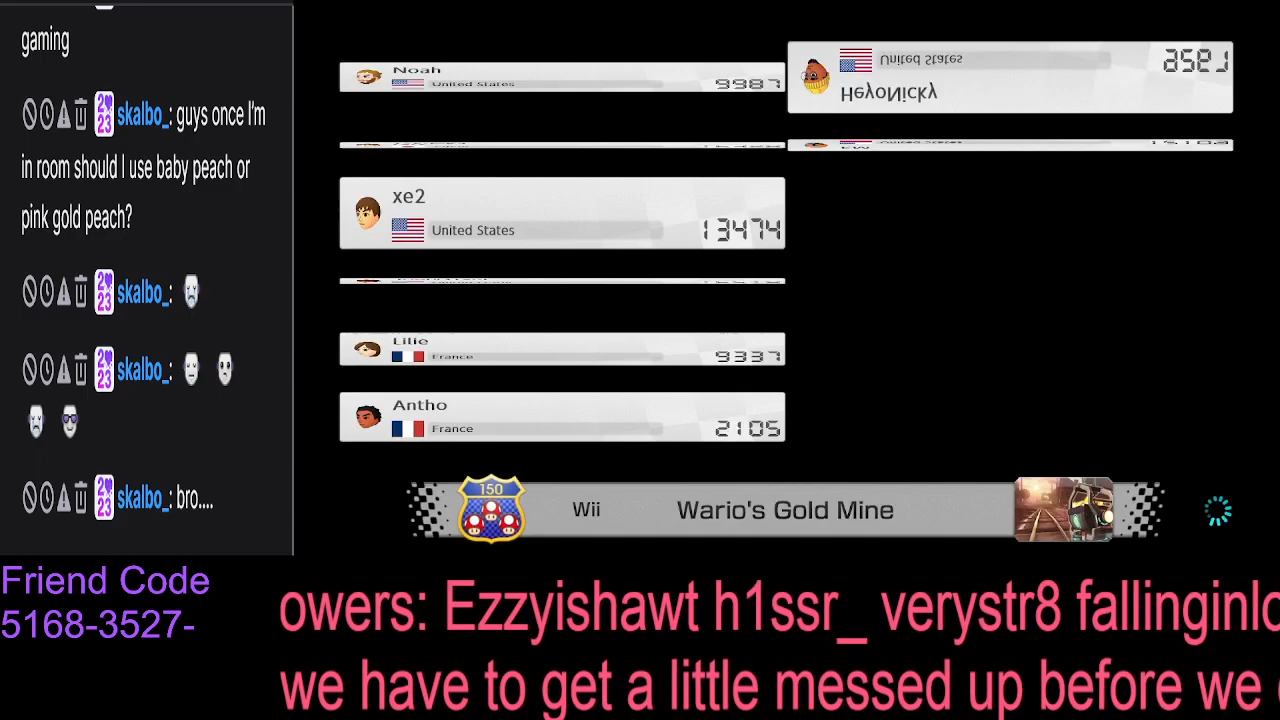 gaming
skalbo_: guys once I'm
in room should I use baby peach or
pink gold peach?
skalbo_:
skalbo_:
skalbo_: bro....
Noah
United States
9987
HeyoNicky
United States
United States
xe2
United States
13474
Lilie
France
9337
Antho
France
2105
150
Wii
Wario's Gold Mine
Friend Code
5168-3527-
owers: Ezzyishawt h1ssr_ verystr8 fallinginlo
we have to get a little messed up before we